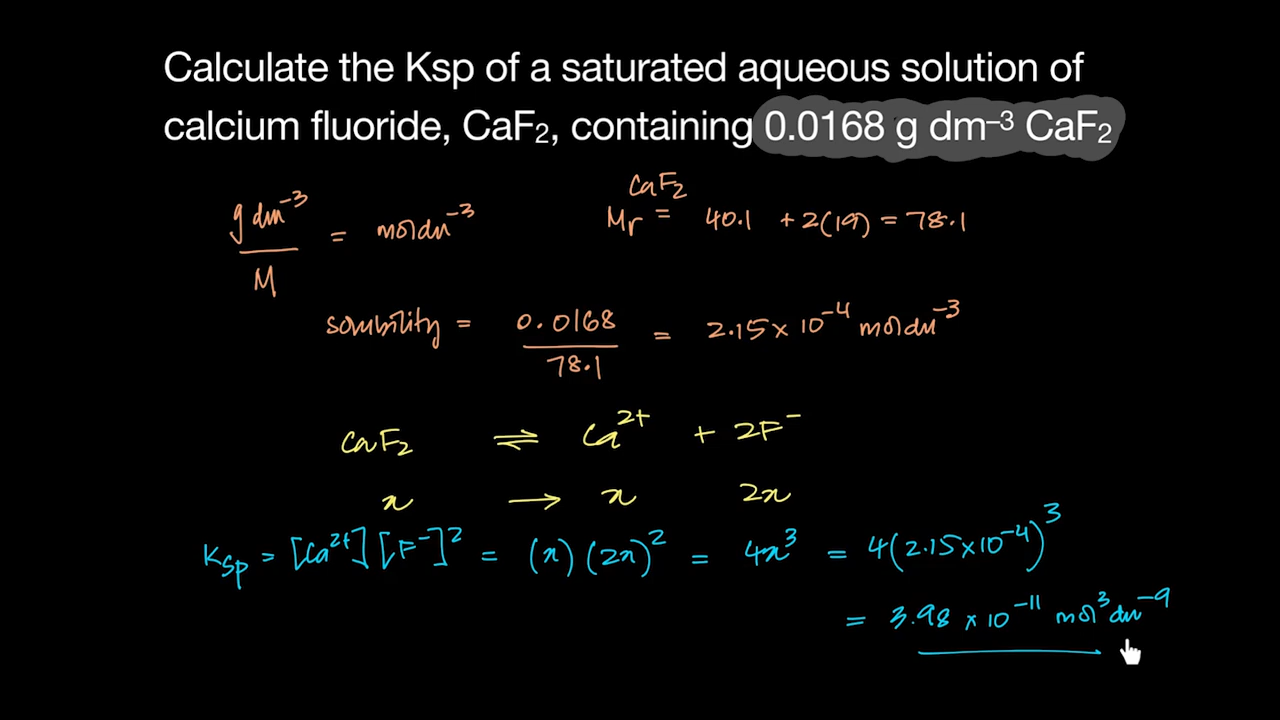 Calculate the Ksp of a saturated aqueous solution of
calcium fluoride, CaF₂, containing 0.0168 g dm⁻³ CaF₂
CaF₂
g dm⁻³ / M = mol dm⁻³
Mr = 40.1 + 2(19) = 78.1
solubility = 0.0168 / 78.1 = 2.15 × 10⁻⁴ mol dm⁻³
CaF₂ ⇌ Ca²⁺ + 2F⁻
x → x 2x
Ksp = [Ca²⁺][F⁻]² = (x)(2x)² = 4x³ = 4(2.15×10⁻⁴)³
= 3.98 × 10⁻¹¹ mol³ dm⁻⁹